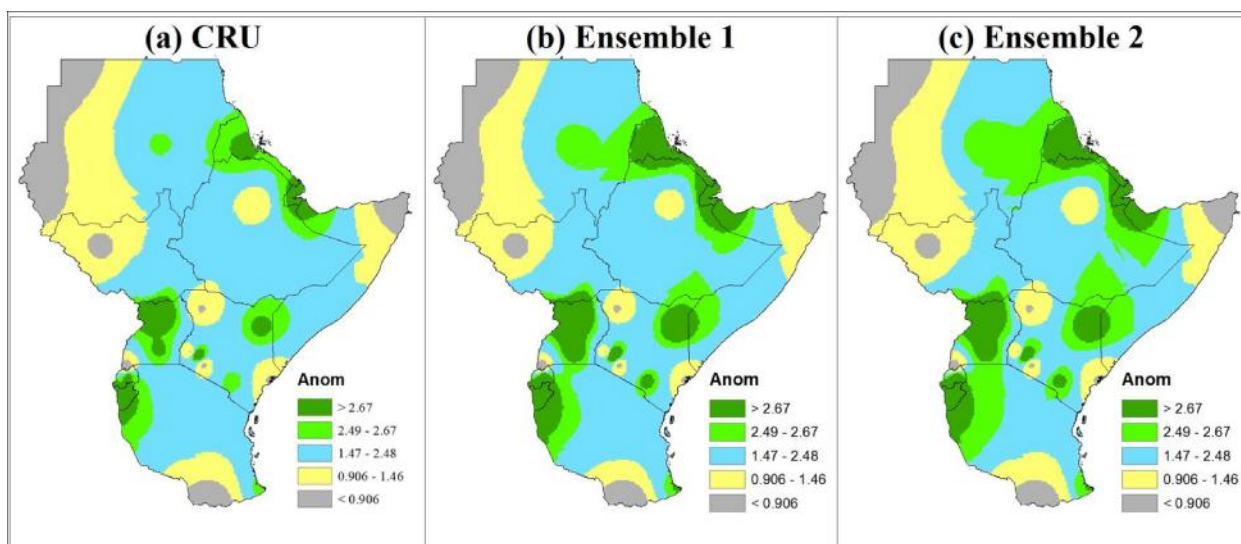 (a) CRU
Anom
> 2.67
2.49 - 2.67
1.47 - 2.48
0.906 - 1.46
< 0.906
(b) Ensemble 1
Anom
> 2.67
2.49 - 2.67
1.47 - 2.48
0.906 - 1.46
< 0.906
(c) Ensemble 2
Anom
> 2.67
2.49 - 2.67
1.47 - 2.48
0.906 - 1.46
< 0.906